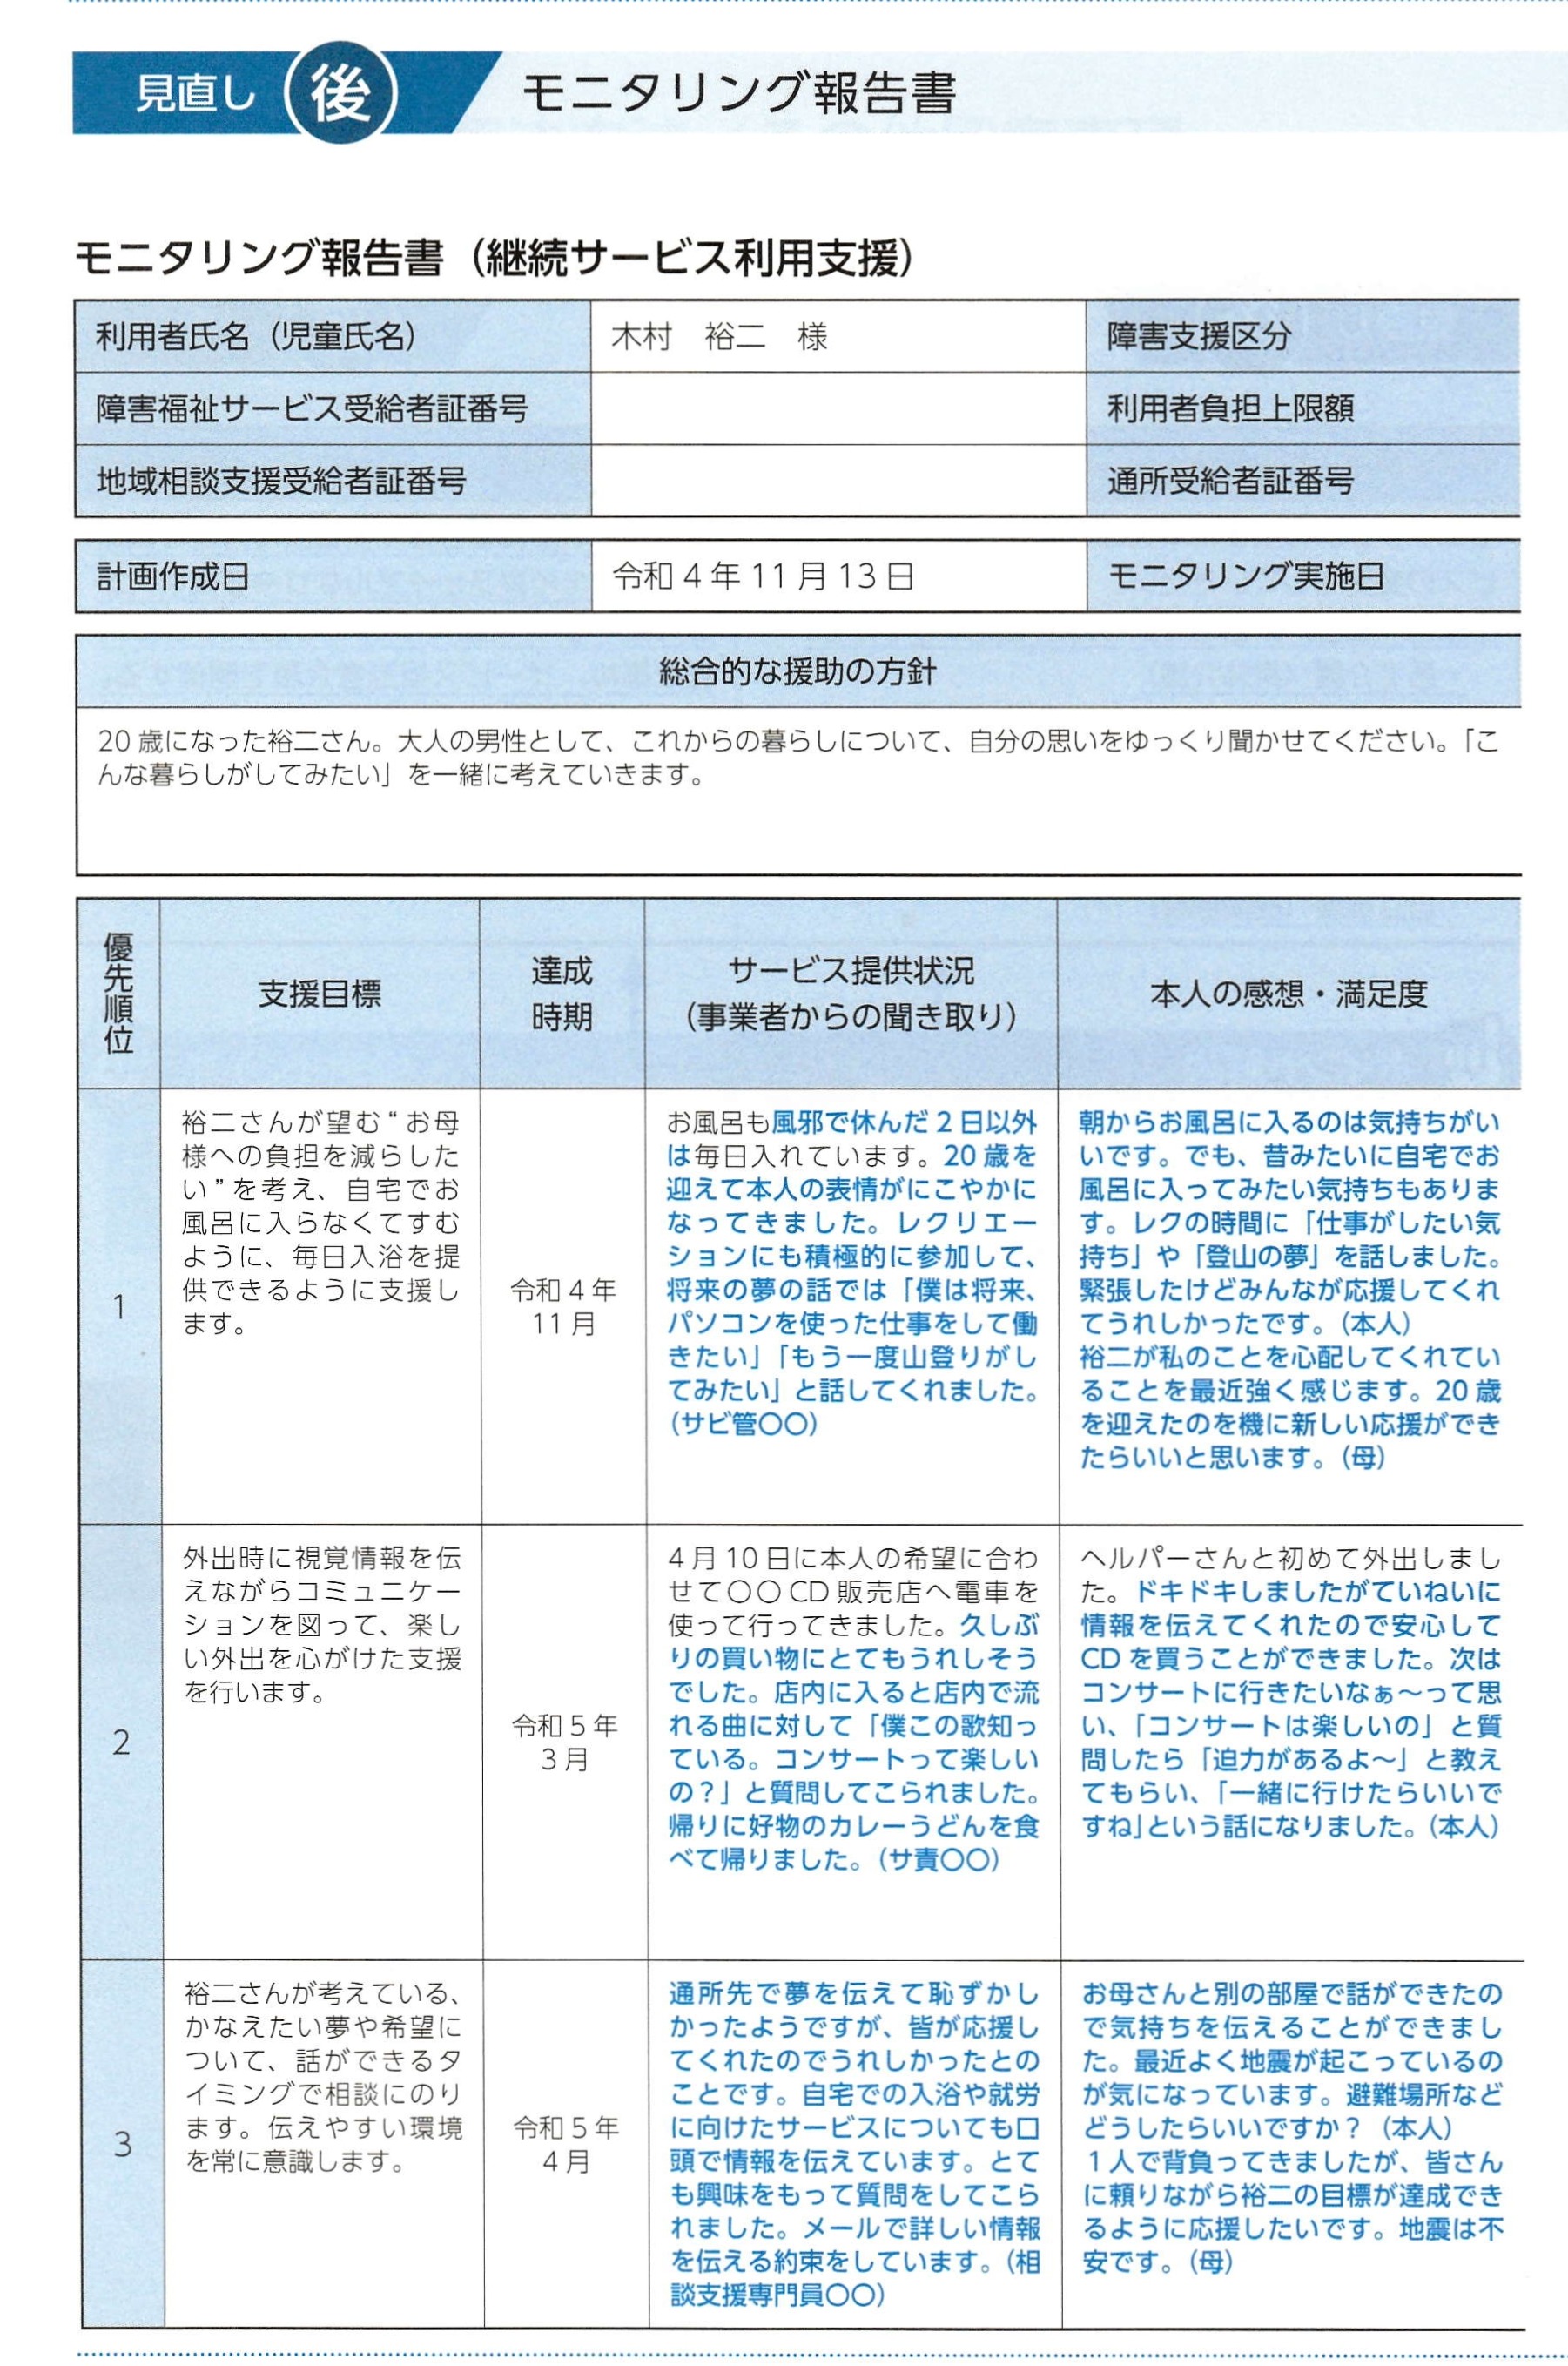 見直し 後 モニタリング報告書
モニタリング報告書（継続サービス利用支援）
利用者氏名（児童氏名） 木村　裕二　様 障害支援区分
障害福祉サービス受給者証番号 利用者負担上限額
地域相談支援受給者証番号 通所受給者証番号
計画作成日 令和4年11月13日 モニタリング実施日
総合的な援助の方針
20歳になった裕二さん。大人の男性として、これからの暮らしについて、自分の思いをゆっくり聞かせてください。「こ
んな暮らしがしてみたい」を一緒に考えていきます。
優先順位
支援目標
達成
時期
サービス提供状況
（事業者からの聞き取り）
本人の感想・満足度
1
裕二さんが望む“お母
様への負担を減らした
い”を考え、自宅でお
風呂に入らなくてすむ
ように、毎日入浴を提
供できるように支援し
ます。
令和4年
11月
お風呂も風邪で休んだ2日以外
は毎日入れています。20歳を
迎えて本人の表情がにこやかに
なってきました。レクリエー
ションにも積極的に参加して、
将来の夢の話では「僕は将来、
パソコンを使った仕事をして働
きたい」「もう一度山登りがし
てみたい」と話してくれました。
（サビ管〇〇）
朝からお風呂に入るのは気持ちがい
いです。でも、昔みたいに自宅でお
風呂に入ってみたい気持ちもありま
す。レクの時間に「仕事がしたい気
持ち」や「登山の夢」を話しました。
緊張したけどみんなが応援してくれ
てうれしかったです。（本人）
裕二が私のことを心配してくれてい
ることを最近強く感じます。20歳
を迎えたのを機に新しい応援ができ
たらいいと思います。（母）
2
外出時に視覚情報を伝
えながらコミュニケー
ションを図って、楽し
い外出を心がけた支援
を行います。
令和5年
3月
4月10日に本人の希望に合わ
せて〇〇CD販売店へ電車を
使って行ってきました。久しぶ
りの買い物にとてもうれしそう
でした。店内に入ると店内で流
れる曲に対して「僕この歌知っ
ている。コンサートって楽しい
の？」と質問してこられました。
帰りに好物のカレーうどんを食
べて帰りました。（サ責〇〇）
ヘルパーさんと初めて外出しまし
た。ドキドキしましたがていねいに
情報を伝えてくれたので安心して
CDを買うことができました。次は
コンサートに行きたいなぁ～って思
い、「コンサートは楽しいの」と質
問したら「迫力があるよ～」と教え
てもらい、「一緒に行けたらいいで
すね」という話になりました。（本人）
3
裕二さんが考えている、
かなえたい夢や希望に
ついて、話ができるタ
イミングで相談にのり
ます。伝えやすい環境
を常に意識します。
令和5年
4月
通所先で夢を伝えて恥ずかし
かったようですが、皆が応援し
てくれたのでうれしかったとの
ことです。自宅での入浴や就労
に向けたサービスについても口
頭で情報を伝えています。とて
も興味をもって質問をしてこら
れました。メールで詳しい情報
を伝える約束をしています。（相
談支援専門員〇〇）
お母さんと別の部屋で話ができたの
で気持ちを伝えることができまし
た。最近よく地震が起こっているの
が気になっています。避難場所など
どうしたらいいですか？（本人）
1人で背負ってきましたが、皆さん
に頼りながら裕二の目標が達成でき
るように応援したいです。地震は不
安です。（母）